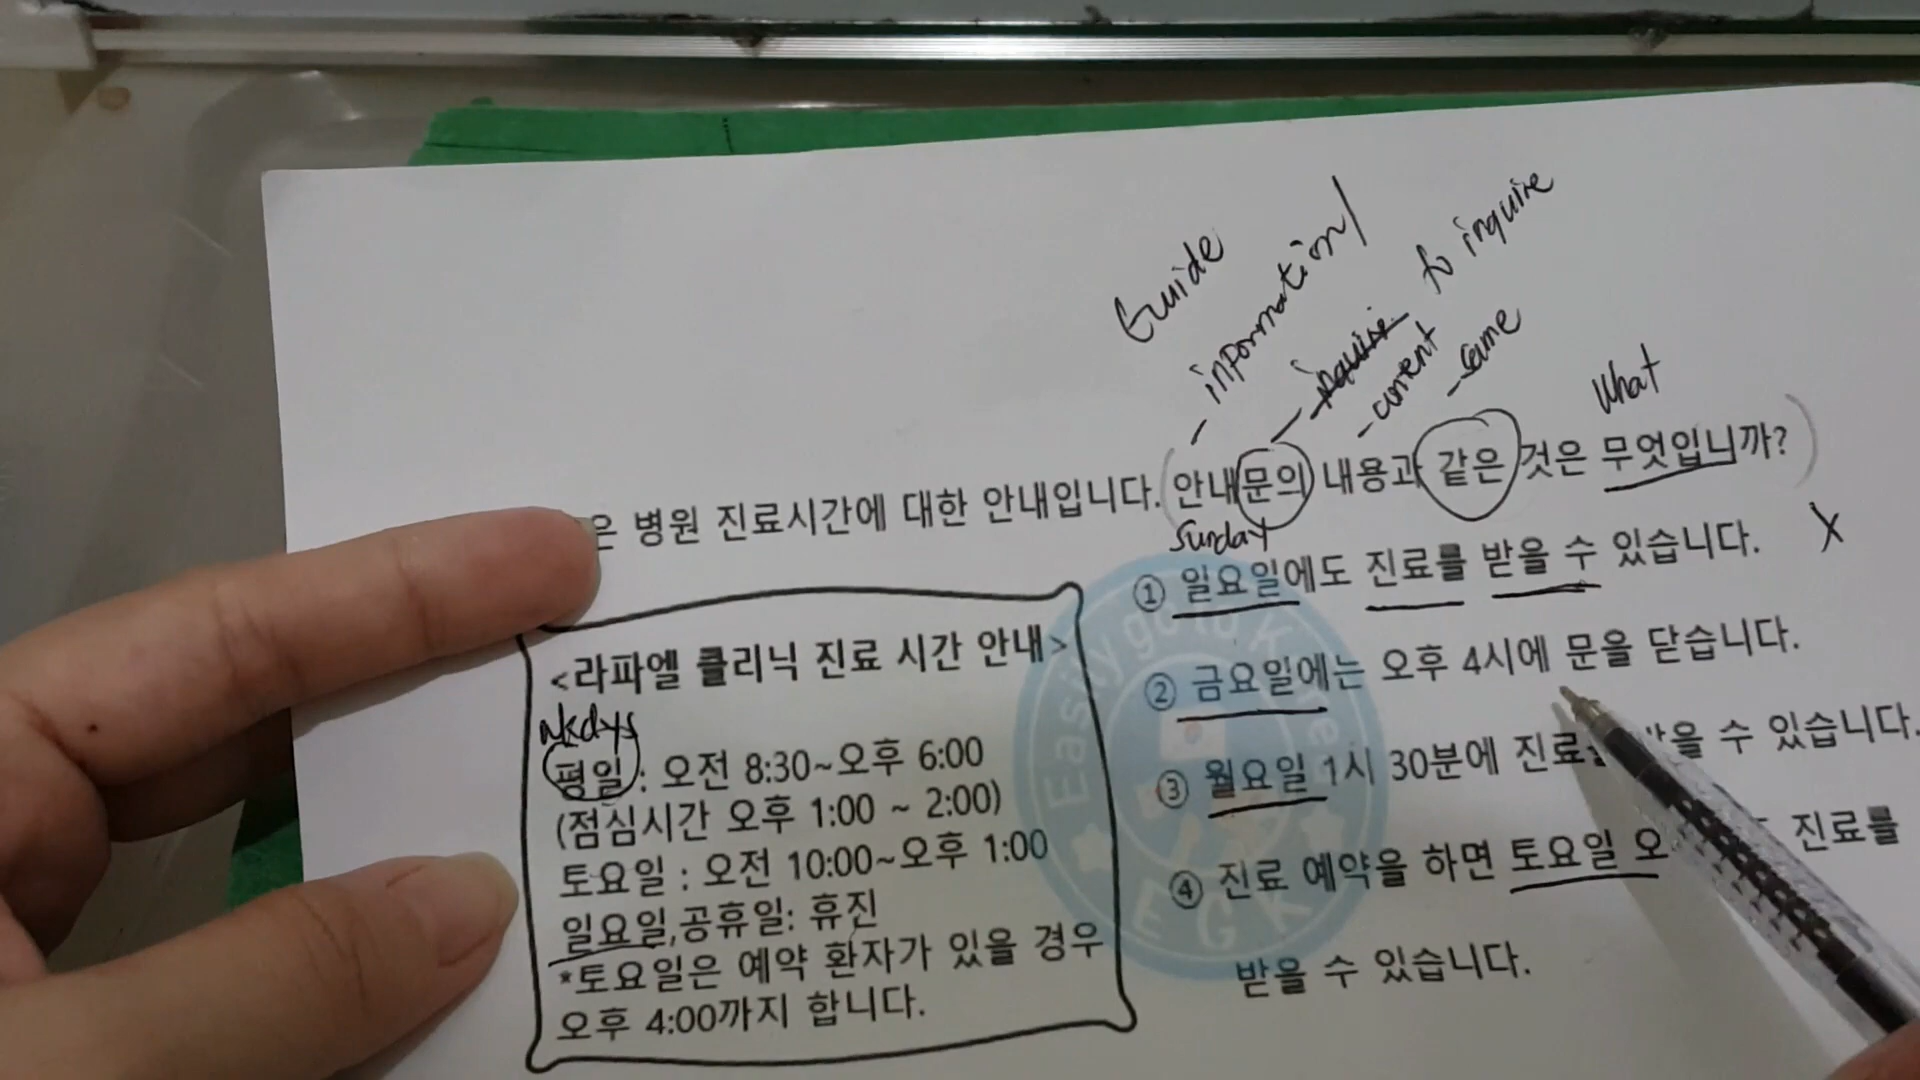 Guide
- information/
- inquire to inquire
- content
- same
What
은 병원 진료시간에 대한 안내입니다. (안내문의 내용과 같은 것은 무엇입니까?)
Sunday
① 일요일에도 진료를 받을 수 있습니다. X
② 금요일에는 오후 4시에 문을 닫습니다.
③ 월요일 1시 30분에 진료 받을 수 있습니다.
④ 진료 예약을 하면 토요일 오 진료를
받을 수 있습니다.
<라파엘 클리닉 진료 시간 안내>
wkdys
평일 : 오전 8:30~오후 6:00
(점심시간 오후 1:00 ~ 2:00)
토요일 : 오전 10:00~오후 1:00
일요일,공휴일: 휴진
*토요일은 예약 환자가 있을 경우
오후 4:00까지 합니다.
Easily go to K
EGK